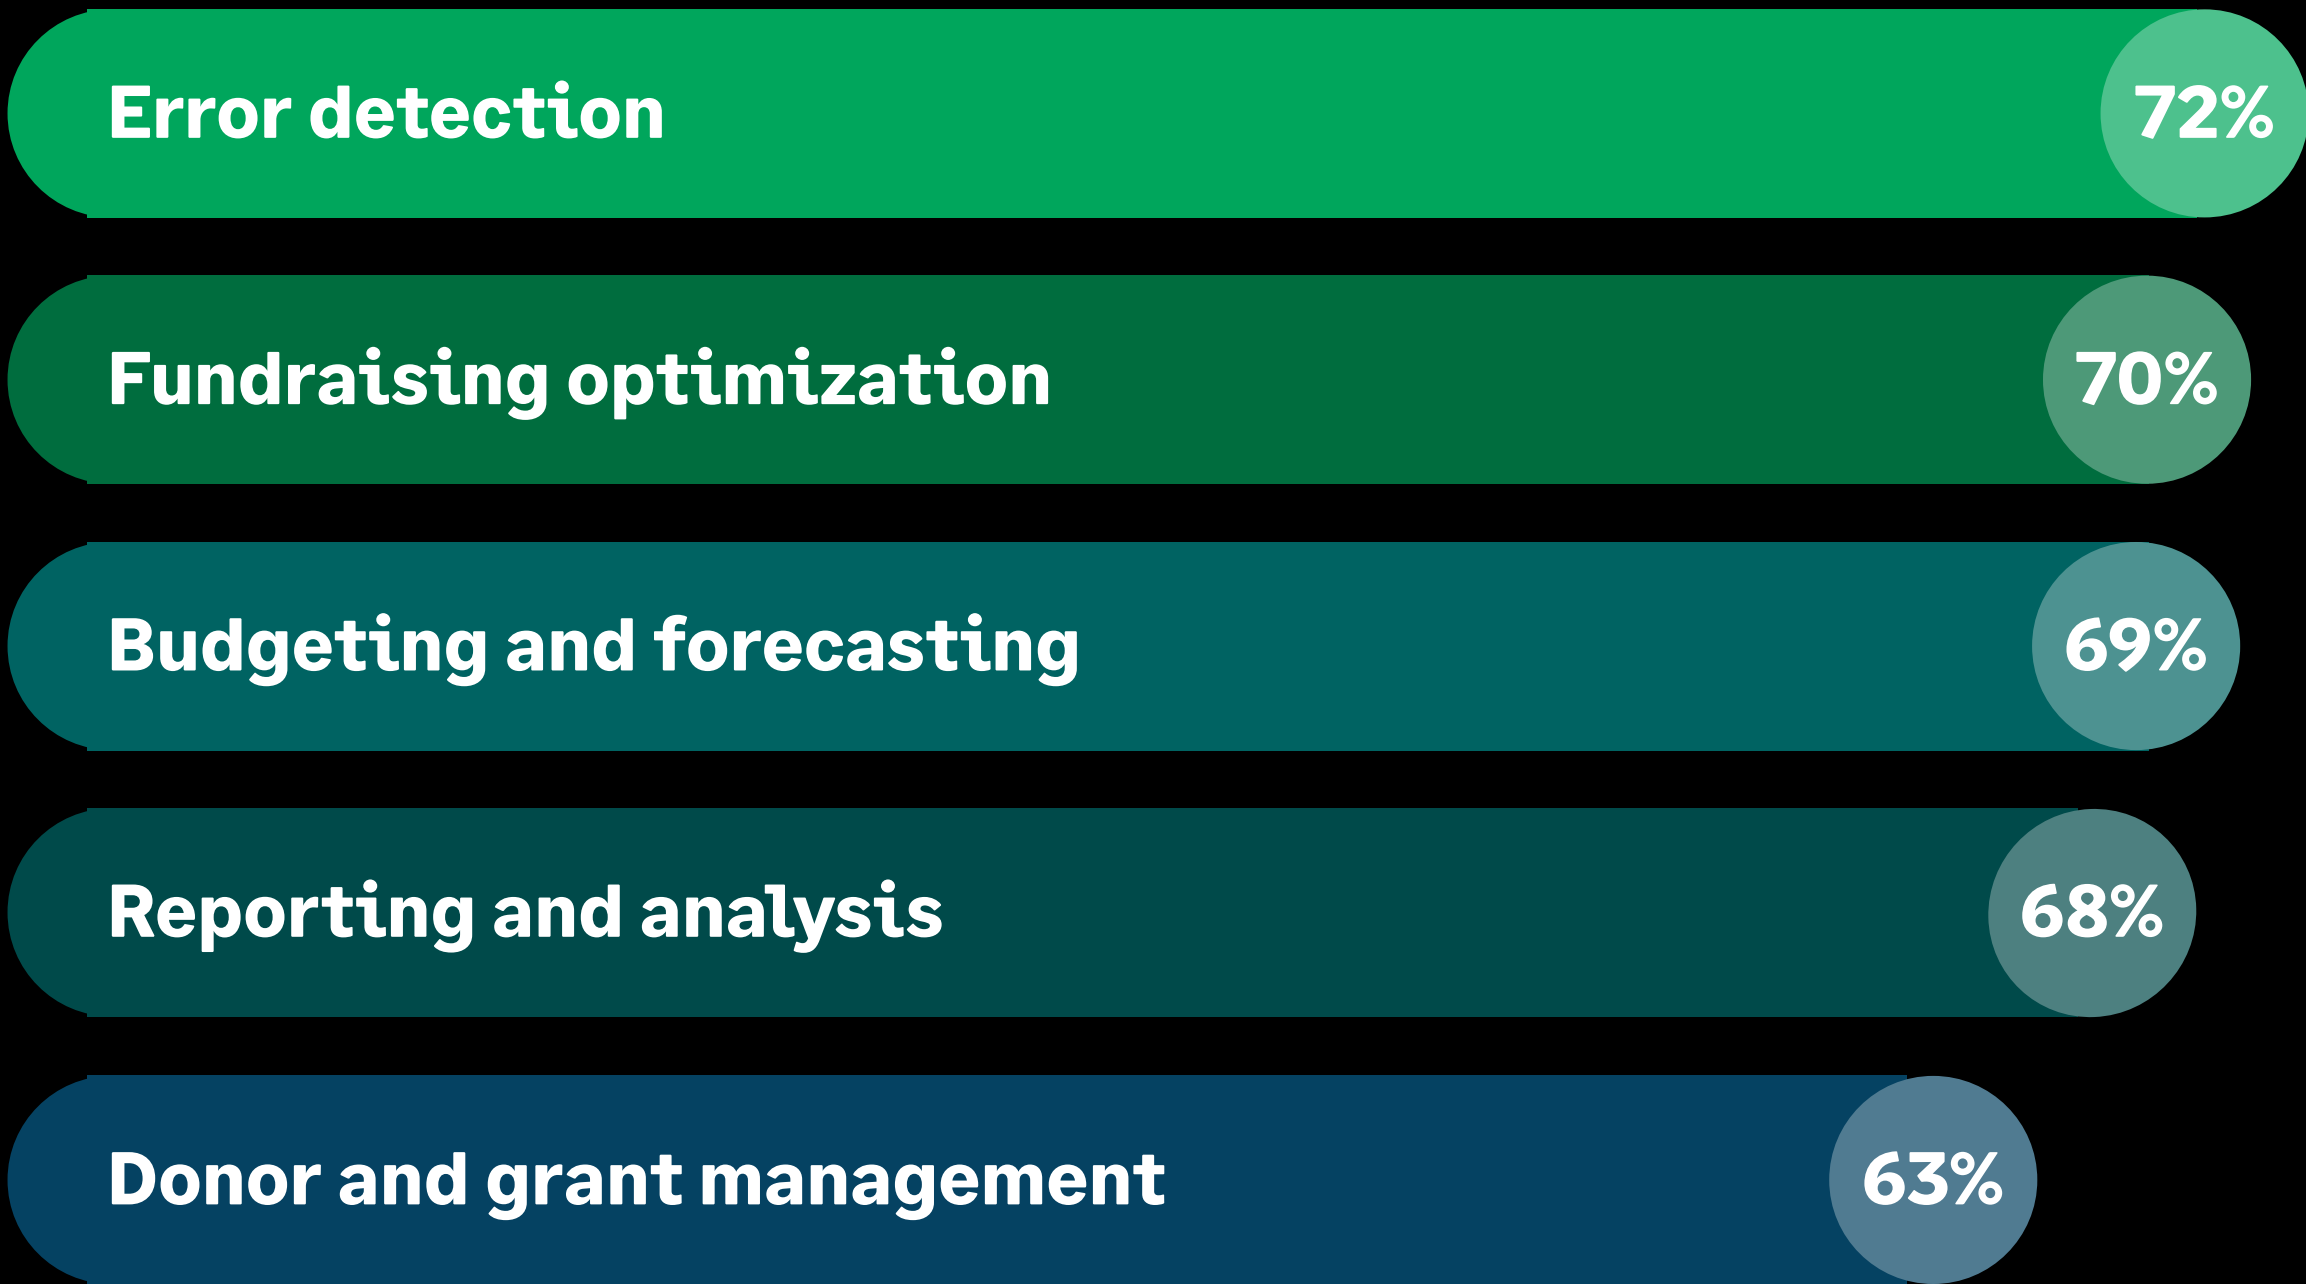 Error detection 72%
Fundraising optimization 70%
Budgeting and forecasting 69%
Reporting and analysis 68%
Donor and grant management 63%